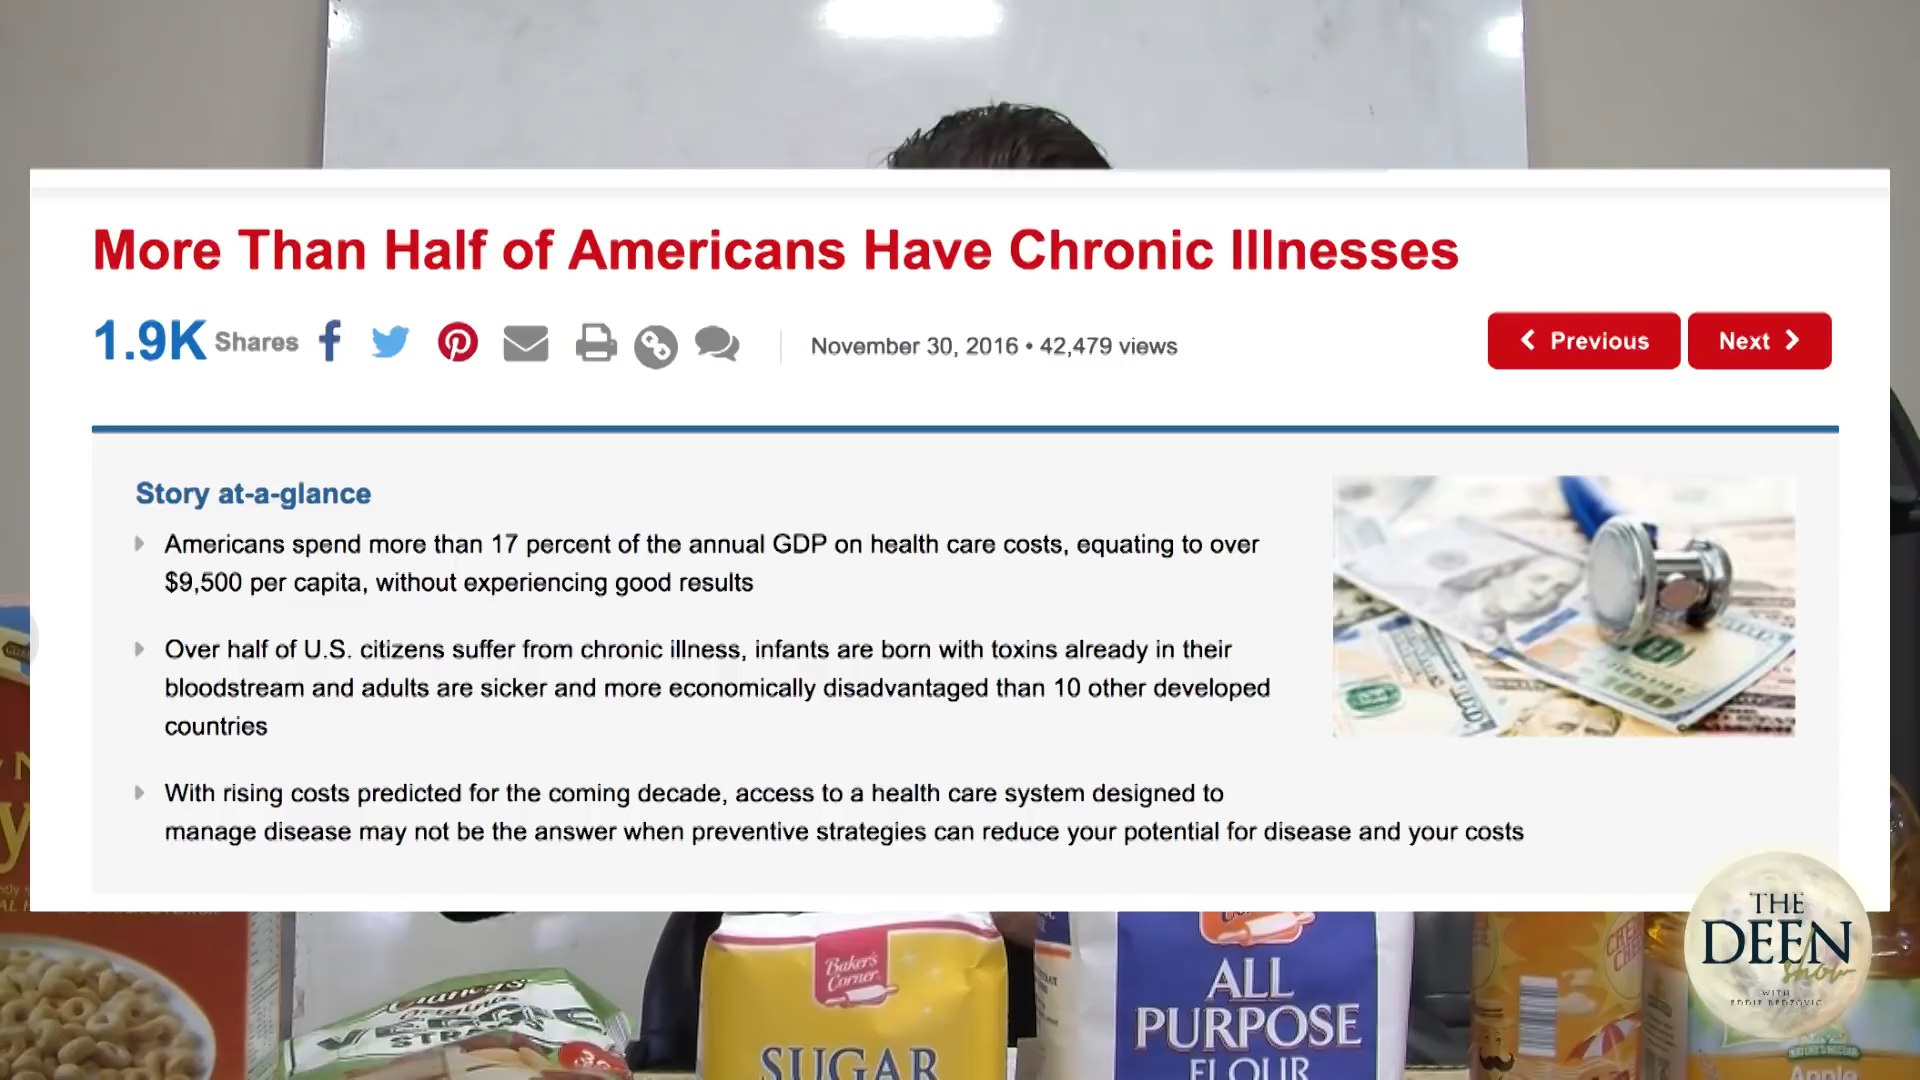 More Than Half of Americans Have Chronic Illnesses
1.9K Shares
November 30, 2016 • 42,479 views
Previous
Next
Story at-a-glance
Americans spend more than 17 percent of the annual GDP on health care costs, equating to over
$9,500 per capita, without experiencing good results
Over half of U.S. citizens suffer from chronic illness, infants are born with toxins already in their
bloodstream and adults are sicker and more economically disadvantaged than 10 other developed
countries
With rising costs predicted for the coming decade, access to a health care system designed to
manage disease may not be the answer when preventive strategies can reduce your potential for disease and your costs
THE
DEEN
show
WITH
EDDIE REDZOVIC
Baker's
Corner
SUGAR
ALL
PURPOSE
FLOUR
VEGGIE
STRAWS
Apple